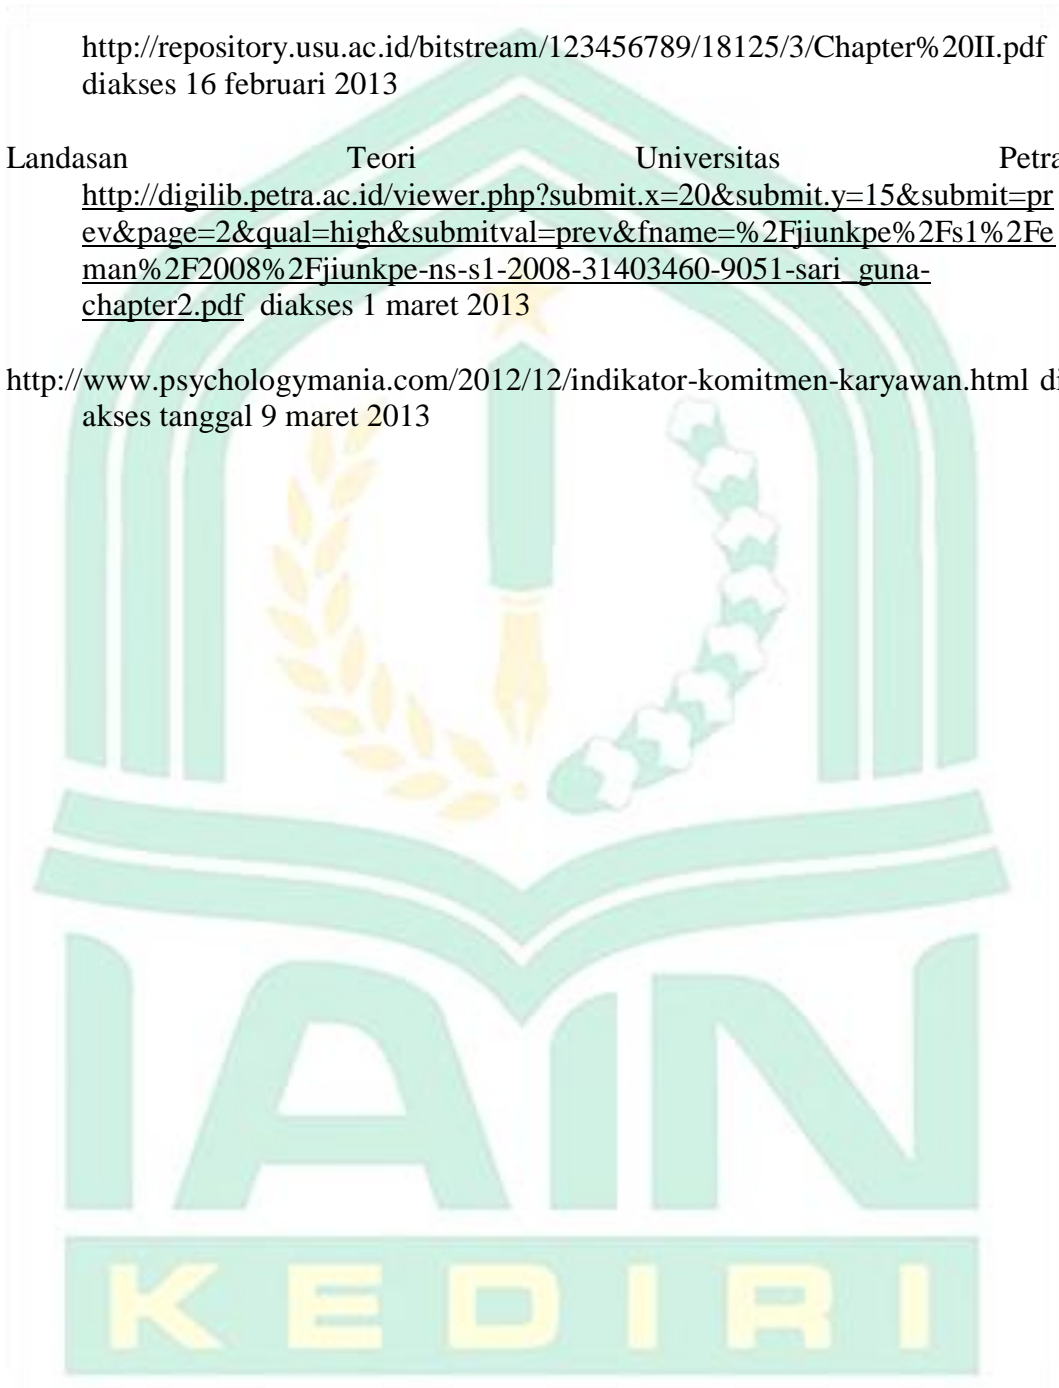 http://repository.usu.ac.id/bitstream/123456789/18125/3/Chapter%20II.pdf
diakses 16 februari 2013
Landasan Teori Universitas Petra
http://digilib.petra.ac.id/viewer.php?submit.x=20&submit.y=15&submit=pr
ev&page=2&qual=high&submitval=prev&fname=%2Fjiunkpe%2Fs1%2Fe
man%2F2008%2Fjiunkpe-ns-s1-2008-31403460-9051-sari_guna-
chapter2.pdf diakses 1 maret 2013
http://www.psychologymania.com/2012/12/indikator-komitmen-karyawan.html di
akses tanggal 9 maret 2013
IAIN
KEDIRI